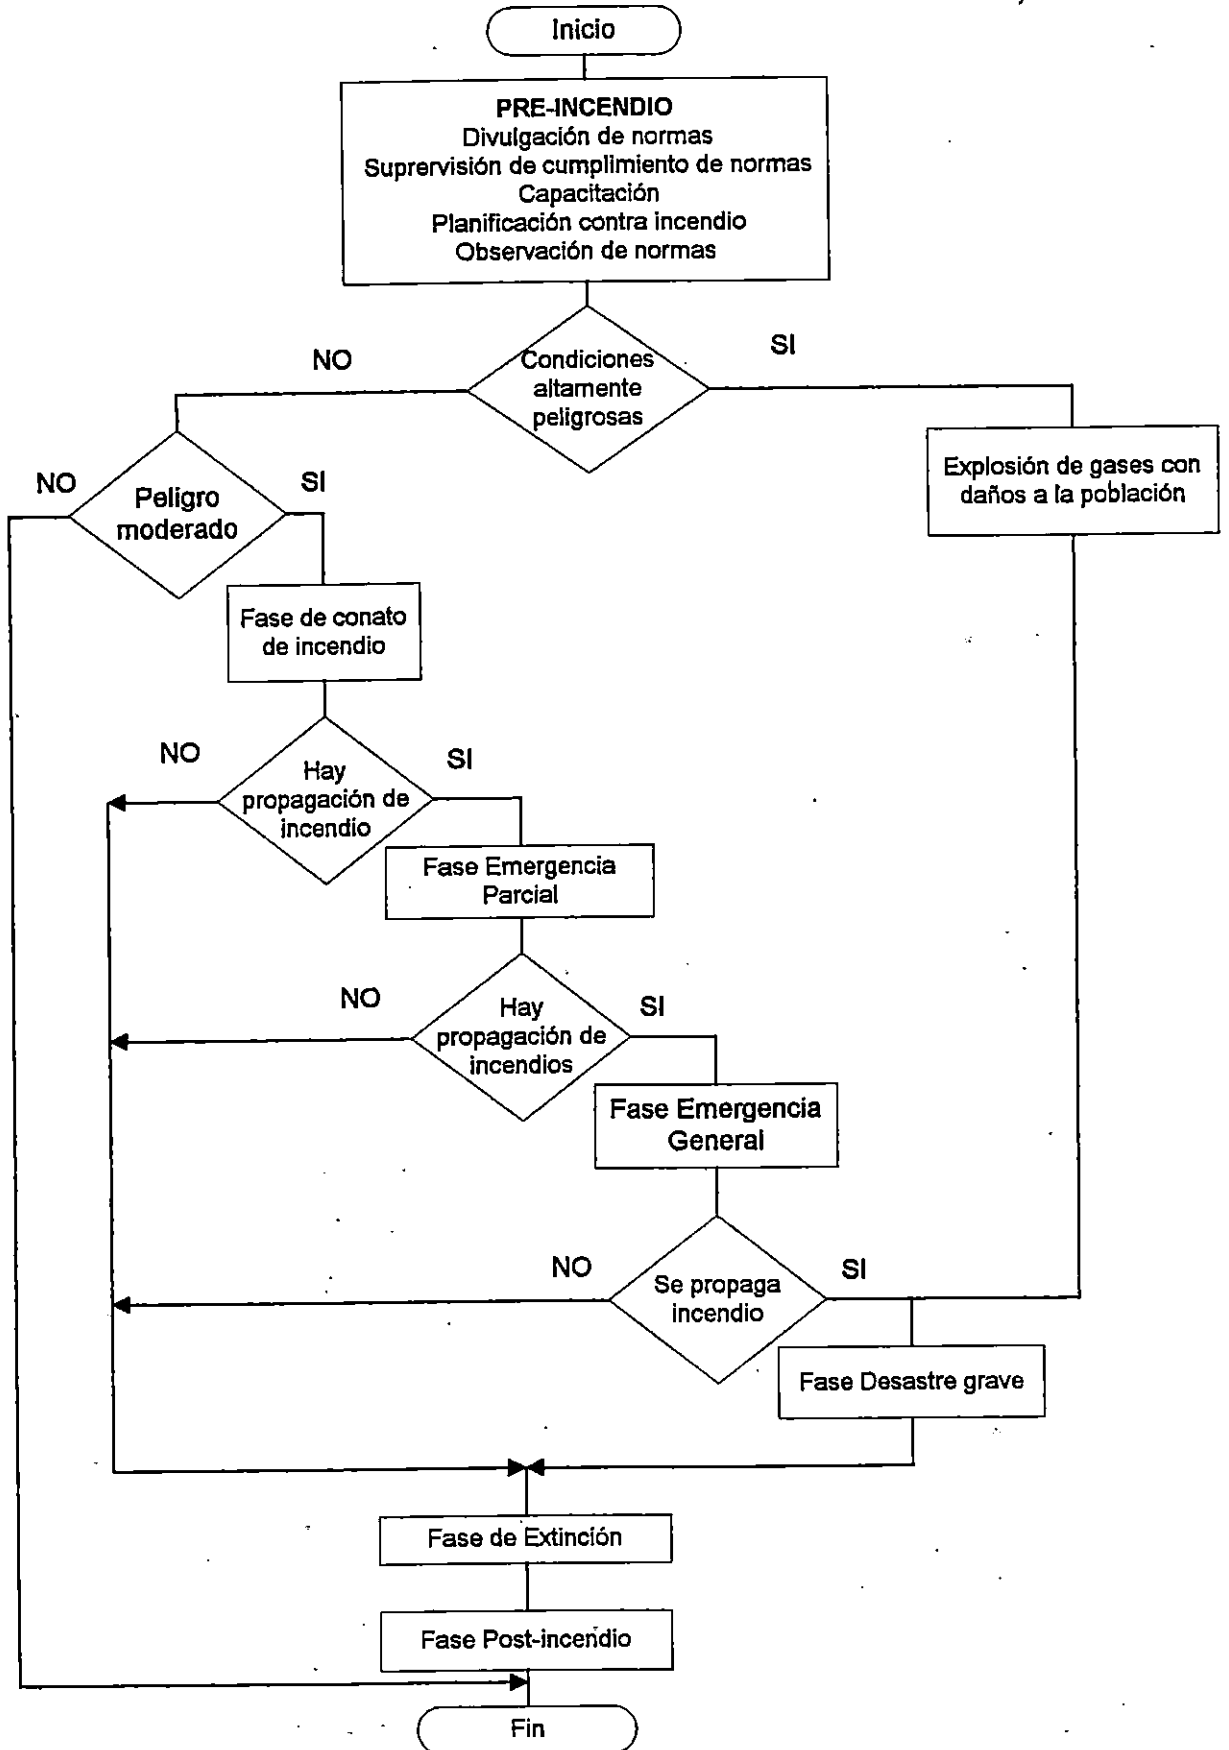 Inicio
PRE-INCENDIO
Divulgación de normas
Suprervisión de cumplimiento de normas
Capacitación
Planificación contra incendio
Observación de normas
NO
SI
Condiciones
altamente
peligrosas
NO
SI
Peligro
moderado
Explosión de gases con
daños a la población
Fase de conato
de incendio
NO
SI
Hay
propagación de
incendio
Fase Emergencia
Parcial
NO
SI
Hay
propagación de
incendios
Fase Emergencia
General
NO
SI
Se propaga
incendio
Fase Desastre grave
Fase de Extinción
Fase Post-incendio
Fin